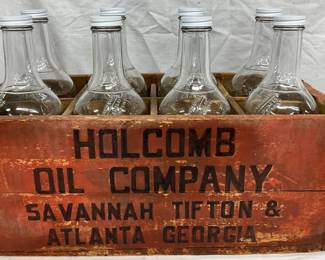 HOLCOMB
OIL COMPANY
SAVANNAH TIFTON &
ATLANTA GEORGIA